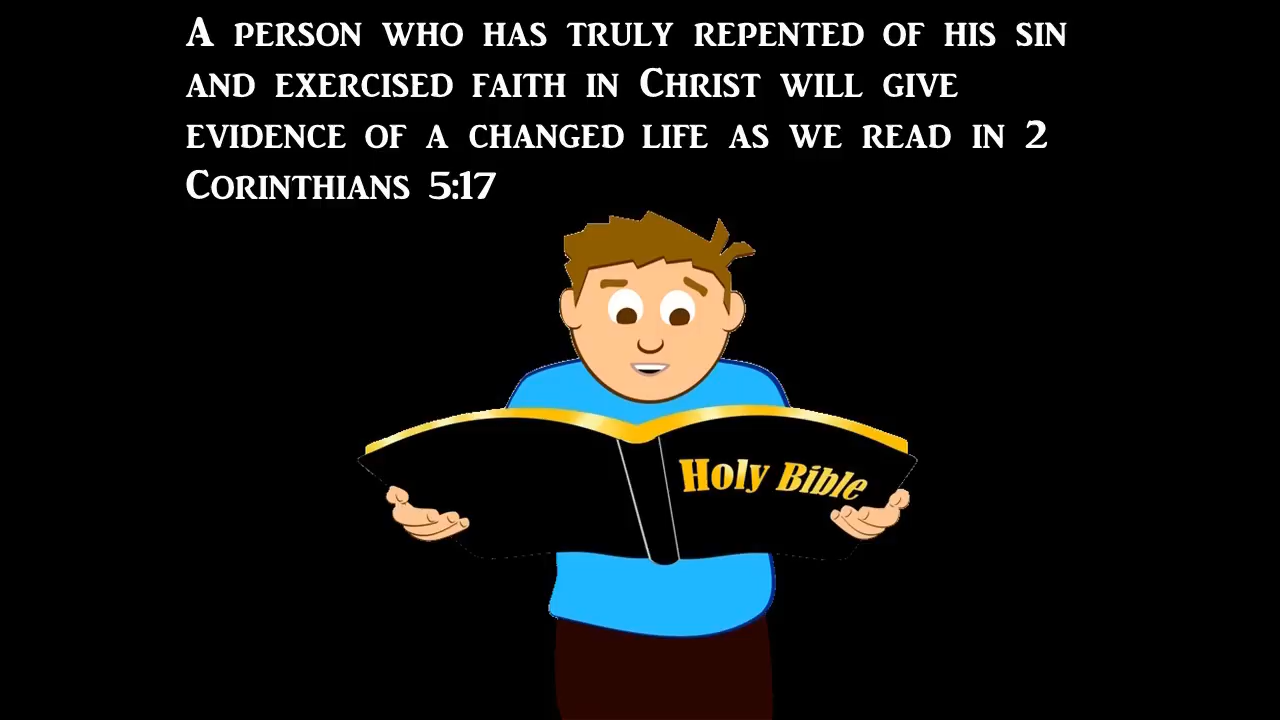 A person who has truly repented of his sin
and exercised faith in Christ will give
evidence of a changed life as we read in 2
Corinthians 5:17
Holy Bible